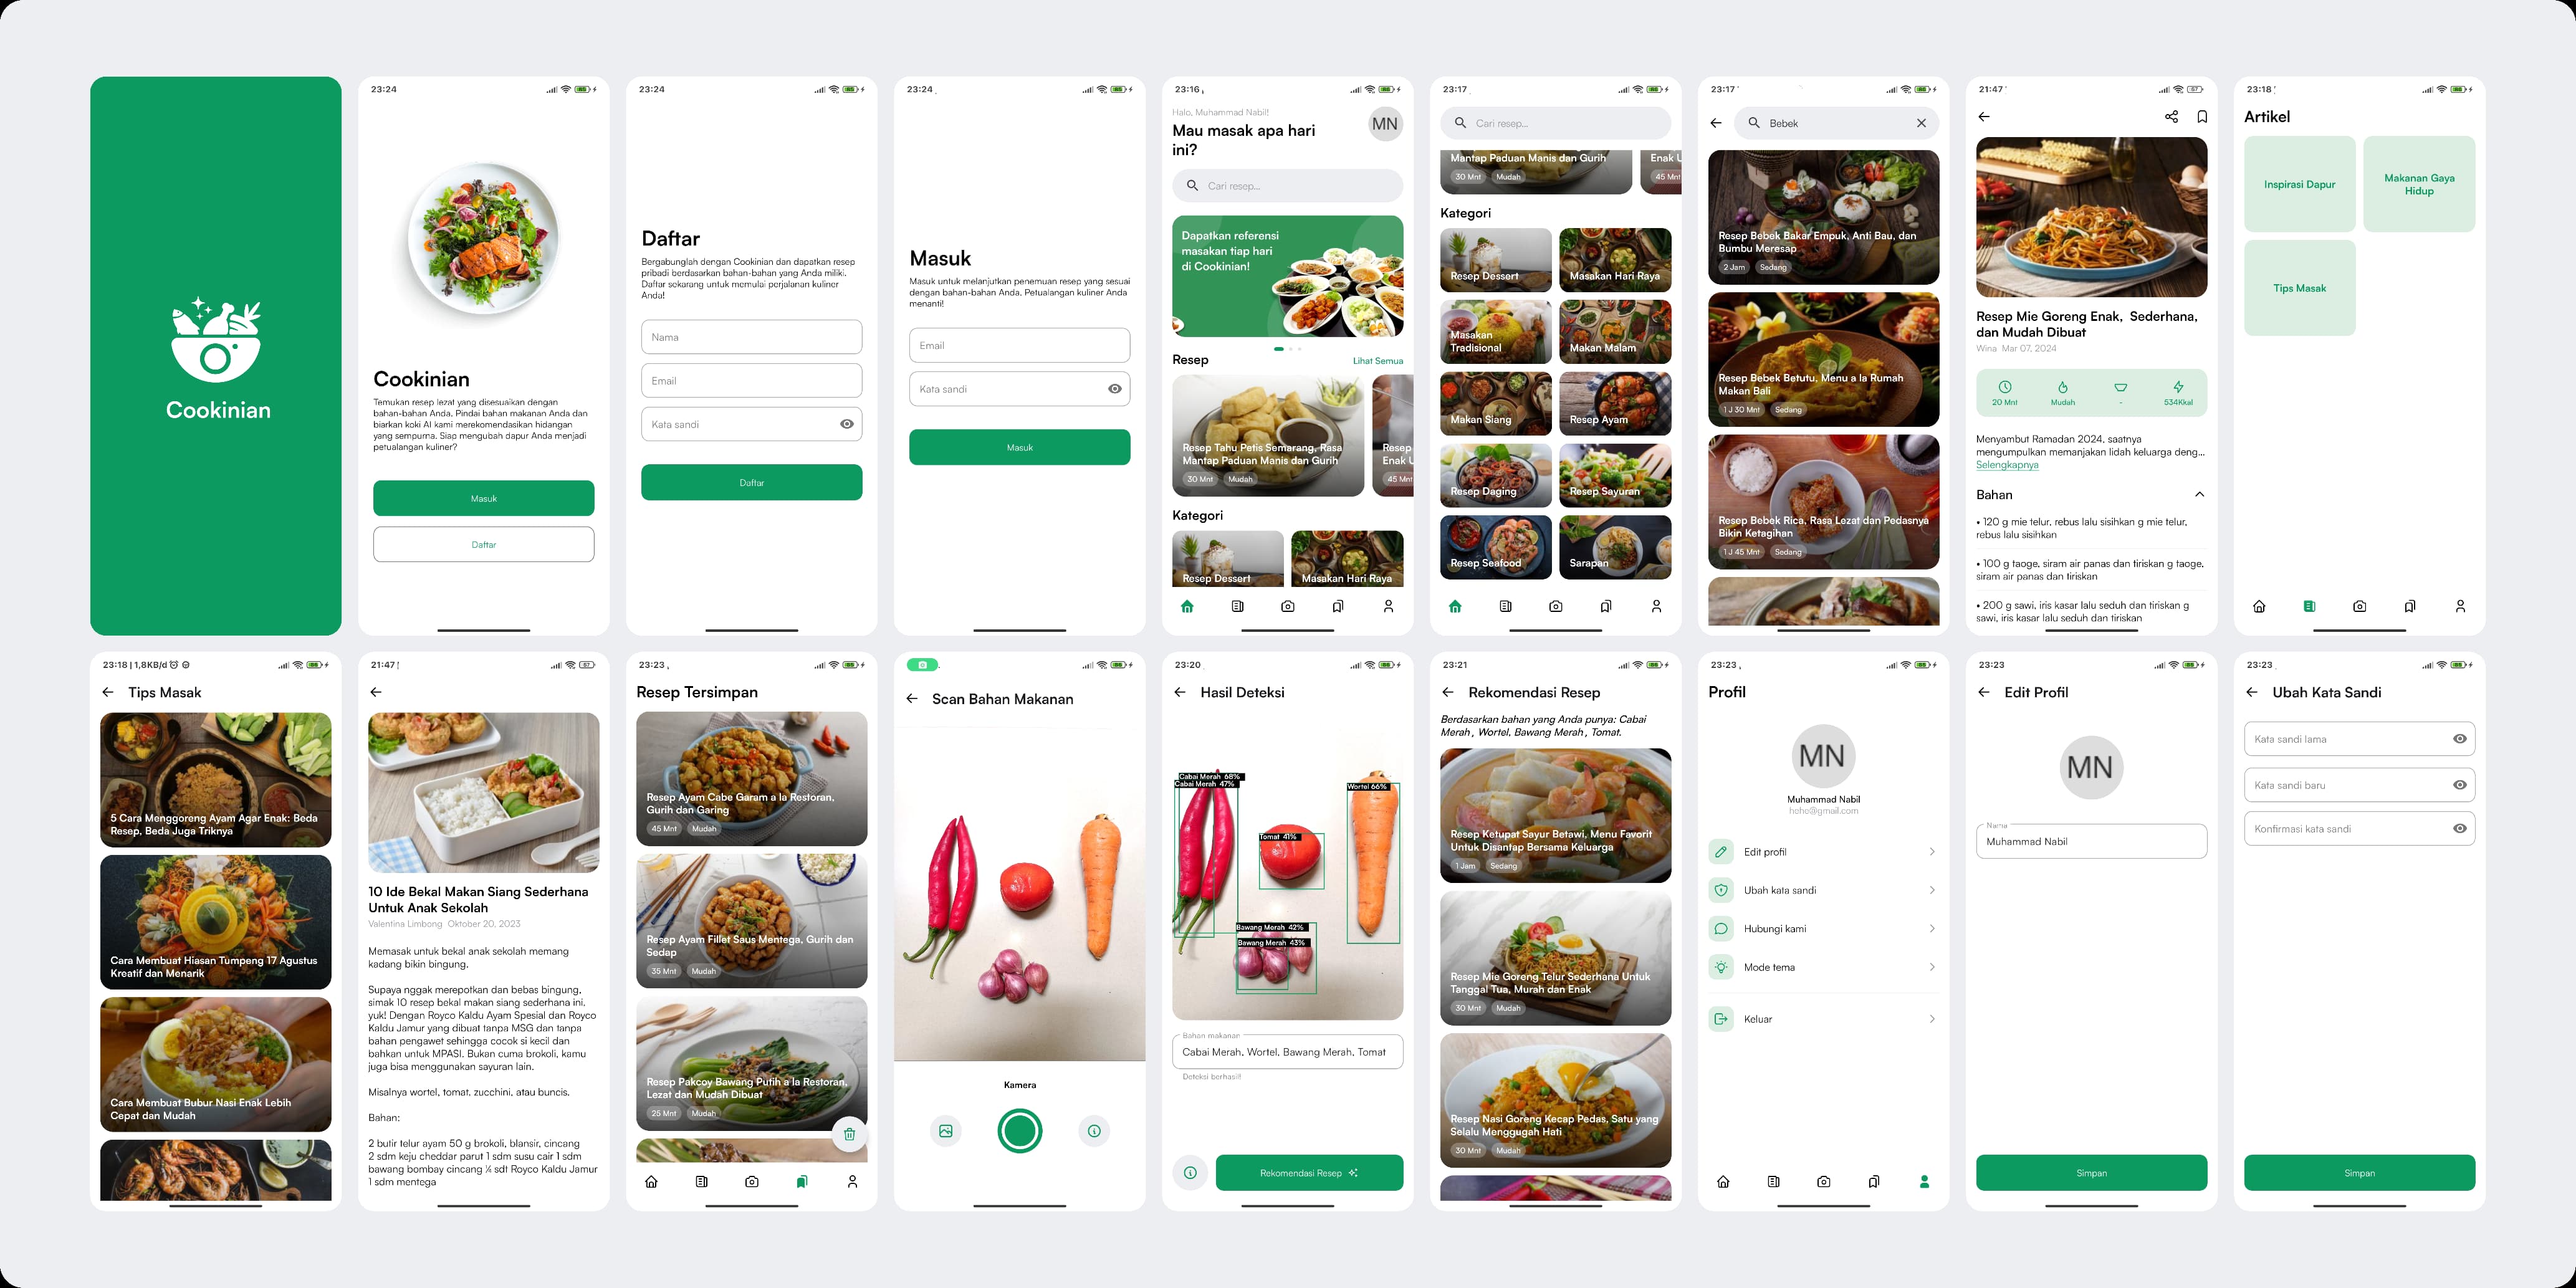 Cookinian
23:24
Cookinian
Temukan resep lezat yang disesuaikan dengan
bahan-bahan Anda. Pindai bahan makanan Anda dan
biarkan koki AI kami merekomendasikan hidangan
yang sempurna. Siap mengubah dapur Anda menjadi
petualangan kuliner?
Masuk
Daftar
23:24
Daftar
Bergabunglah dengan Cookinian dan dapatkan resep
pribadi berdasarkan bahan-bahan yang Anda miliki.
Daftar sekarang untuk memulai perjalanan kuliner
Anda!
Nama
Email
Kata sandi
Daftar
23:24
Masuk
Masuk untuk melanjutkan penemuan resep yang sesuai
dengan bahan-bahan Anda. Petualangan kuliner Anda
menanti!
Email
Kata sandi
Masuk
23:16
Halo, Muhammad Nabil!
Mau masak apa hari
ini?
MN
Cari resep...
Dapatkan referensi
masakan tiap hari
di Cookinian!
Resep
Lihat Semua
Resep Tahu Petis Semarang, Rasa
Mantap Paduan Manis dan Gurih
30 Mnt
Mudah
Resep
Enak U
45 Mnt
Kategori
Resep Dessert
Masakan Hari Raya
23:17
Cari resep...
Mantap Paduan Manis dan Gurih
30 Mnt
Mudah
Enak U
45 Mnt
Kategori
Resep Dessert
Masakan Hari Raya
Masakan
Tradisional
Makan Malam
Makan Siang
Resep Ayam
Resep Daging
Resep Sayuran
Resep Seafood
Sarapan
23:17
Bebek
Resep Bebek Bakar Empuk, Anti Bau, dan
Bumbu Meresap
2 Jam
Sedang
Resep Bebek Betutu, Menu a la Rumah
Makan Bali
1 J 30 Mnt
Sedang
Resep Bebek Rica, Rasa Lezat dan Pedasnya
Bikin Ketagihan
1 J 45 Mnt
Sedang
21:47
67
Resep Mie Goreng Enak, Sederhana,
dan Mudah Dibuat
Wina Mar 07, 2024
20 Mnt
Mudah
-
534Kkal
Menyambut Ramadan 2024, saatnya
mengumpulkan memanjakan lidah keluarga deng...
Selengkapnya
Bahan
• 120 g mie telur, rebus lalu sisihkan g mie telur,
rebus lalu sisihkan
• 100 g taoge, siram air panas dan tiriskan g taoge,
siram air panas dan tiriskan
• 200 g sawi, iris kasar lalu seduh dan tiriskan g
sawi, iris kasar lalu seduh dan tiriskan
23:18
Artikel
Inspirasi Dapur
Makanan Gaya
Hidup
Tips Masak
23:18 | 1,8KB/d
Tips Masak
5 Cara Menggoreng Ayam Agar Enak: Beda
Resep, Beda Juga Triknya
Cara Membuat Hiasan Tumpeng 17 Agustus
Kreatif dan Menarik
Cara Membuat Bubur Nasi Enak Lebih
Cepat dan Mudah
21:47
67
10 Ide Bekal Makan Siang Sederhana
Untuk Anak Sekolah
Valentina Limbong Oktober 20, 2023
Memasak untuk bekal anak sekolah memang
kadang bikin bingung.
Supaya nggak merepotkan dan bebas bingung,
simak 10 resep bekal makan siang sederhana ini,
yuk! Dengan Royco Kaldu Ayam Spesial dan Royco
Kaldu Jamur yang dibuat tanpa MSG dan tanpa
bahan pengawet sehingga cocok si kecil dan
bahkan untuk MPASI. Bukan cuma brokoli, kamu
juga bisa menggunakan sayuran lain.
Misalnya wortel, tomat, zucchini, atau buncis.
Bahan:
2 butir telur ayam 50 g brokoli, blansir, cincang
2 sdm keju cheddar parut 1 sdm susu cair 1 sdm
bawang bombay cincang ¼ sdt Royco Kaldu Jamur
1 sdm mentega
23:23
Resep Tersimpan
Resep Ayam Cabe Garam a la Restoran,
Gurih dan Garing
45 Mnt
Mudah
Resep Ayam Fillet Saus Mentega, Gurih dan
Sedap
35 Mnt
Mudah
Resep Pakcoy Bawang Putih a la Restoran,
Lezat dan Mudah Dibuat
25 Mnt
Mudah
Scan Bahan Makanan
Kamera
23:20
Hasil Deteksi
Cabai Merah 68%
Cabai Merah 47%
Wortel 66%
Tomat 41%
Bawang Merah 42%
Bawang Merah 43%
Bahan makanan
Cabai Merah, Wortel, Bawang Merah, Tomat
Deteksi berhasil!
Rekomendasi Resep
23:21
Rekomendasi Resep
Berdasarkan bahan yang Anda punya: Cabai
Merah, Wortel, Bawang Merah, Tomat.
Resep Ketupat Sayur Betawi, Menu Favorit
Untuk Disantap Bersama Keluarga
1 Jam
Sedang
Resep Mie Goreng Telur Sederhana Untuk
Tanggal Tua, Murah dan Enak
30 Mnt
Mudah
Resep Nasi Goreng Kecap Pedas, Satu yang
Selalu Menggugah Hati
30 Mnt
Mudah
23:23
Profil
MN
Muhammad Nabil
hoho@gmail.com
Edit profil
Ubah kata sandi
Hubungi kami
Mode tema
Keluar
23:23
Edit Profil
MN
Nama
Muhammad Nabil
Simpan
23:23
Ubah Kata Sandi
Kata sandi lama
Kata sandi baru
Konfirmasi kata sandi
Simpan